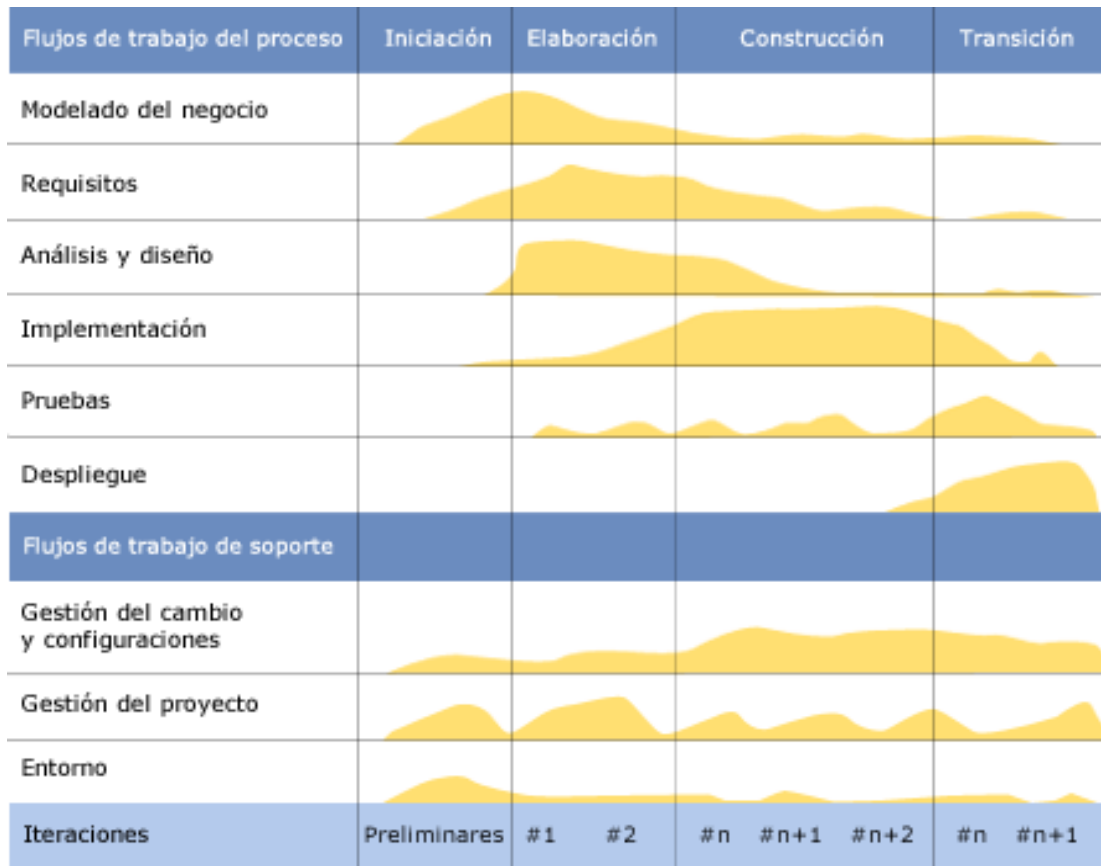 Flujos de trabajo del proceso Iniciación Elaboración Construcción Transición
Modelado del negocio
Requisitos
Análisis y diseño
Implementación
Pruebas
Despliegue
Flujos de trabajo de soporte
Gestión del cambio
y configuraciones
Gestión del proyecto
Entorno
Iteraciones Preliminares #1 #2 #n #n+1 #n+2 #n #n+1